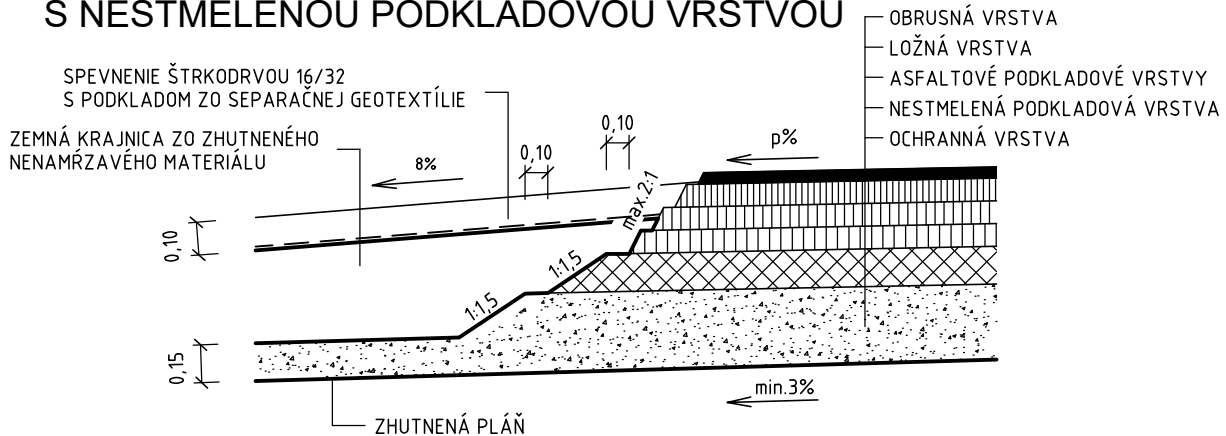 S NESTMELENOU PODKLADOVOU VRSTVOU
OBRUSNÁ VRSTVA
LOŽNÁ VRSTVA
ASFALTOVÉ PODKLADOVÉ VRSTVY
NESTMELENÁ PODKLADOVÁ VRSTVA
OCHRANNÁ VRSTVA
SPEVNENIE ŠTRKODRVOU 16/32
S PODKLADOM ZO SEPARAČNEJ GEOTEXTÍLIE
ZEMNÁ KRAJNICA ZO ZHUTNENÉHO
NENAMŔZAVÉHO MATERIÁLU
8%
0,10
0,10
p%
max.2:1
0,10
1:1,5
1:1,5
0,15
min.3%
ZHUTNENÁ PLÁŇ